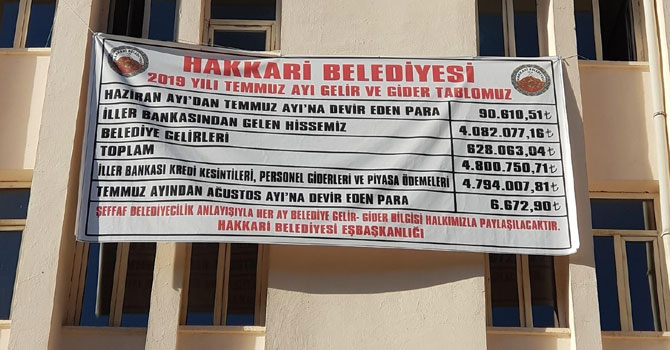 HAKKARİ BELEDİYESİ
2019 YILI TEMMUZ AYI GELİR VE GİDER TABLOMUZ
HAZIRAN AYI'DAN TEMMUZ AYI'NA DEVİR EDEN PARA 90.610,51₺
İLLER BANKASINDAN GELEN HİSSEMİZ 4.082.077,16₺
BELEDİYE GELİRLERİ 628.063,04₺
TOPLAM 4.800.750,71₺
İLLER BANKASI KREDİ KESİNTİLERİ, PERSONEL GİDERLERİ VE PİYASA ÖDEMELERİ 4.794.007,81₺
TEMMUZ AYINDAN AĞUSTOS AYI'NA DEVİR EDEN PARA 6.672,90₺
ŞEFFAF BELEDİYECİLİK ANLAYIŞIYLA HER AY BELEDİYE GELİR- GİDER BİLGİSİ HALKIMIZLA PAYLAŞILACAKTIR.
HAKKARİ BELEDİYESİ EŞBAŞKANLIĞI